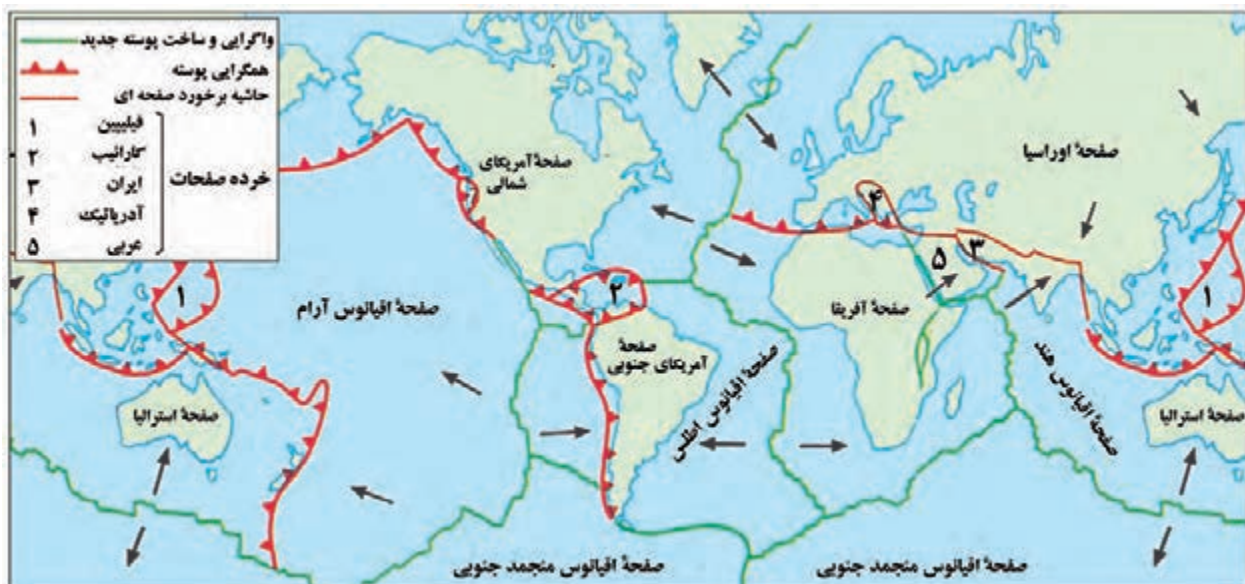 واگرایی و ساخت پوسته جدید
همگرایی پوسته
حاشیه برخورد صفحه ای
خرده صفحات
فیلیپین ۱
کارائیب ۲
ایران ۳
آدریاتیک ۴
عربی ۵
صفحهٔ آمریکای
شمالی
صفحهٔ اوراسیا
۴
۳
۵
۱
۱
۲
صفحهٔ اقیانوس آرام
صفحهٔ آفریقا
صفحهٔ
آمریکای جنوبی
صفحهٔ اقیانوس اطلس
صفحهٔ اقیانوس هند
صفحهٔ استرالیا
صفحهٔ استرالیا
صفحهٔ اقیانوس منجمد جنوبی
صفحهٔ اقیانوس منجمد جنوبی